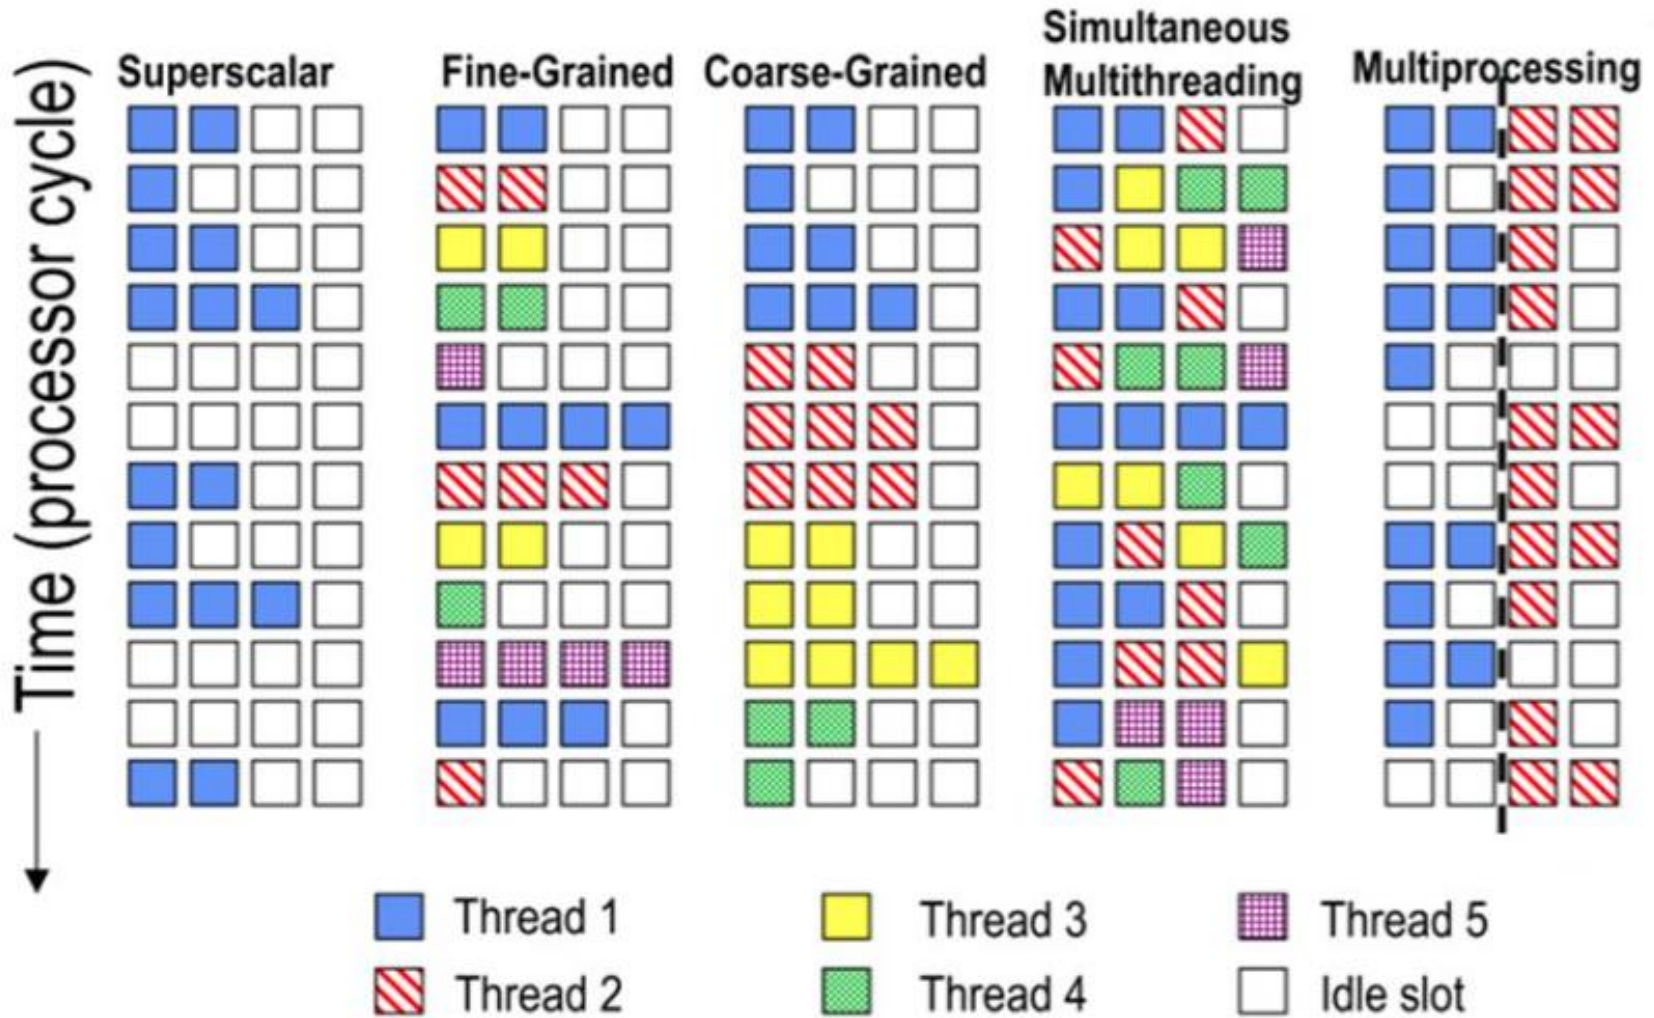 Simultaneous
Multithreading
Superscalar
Fine-Grained
Coarse-Grained
Multiprocessing
Time (processor cycle)
Thread 1
Thread 3
Thread 5
Thread 2
Thread 4
Idle slot